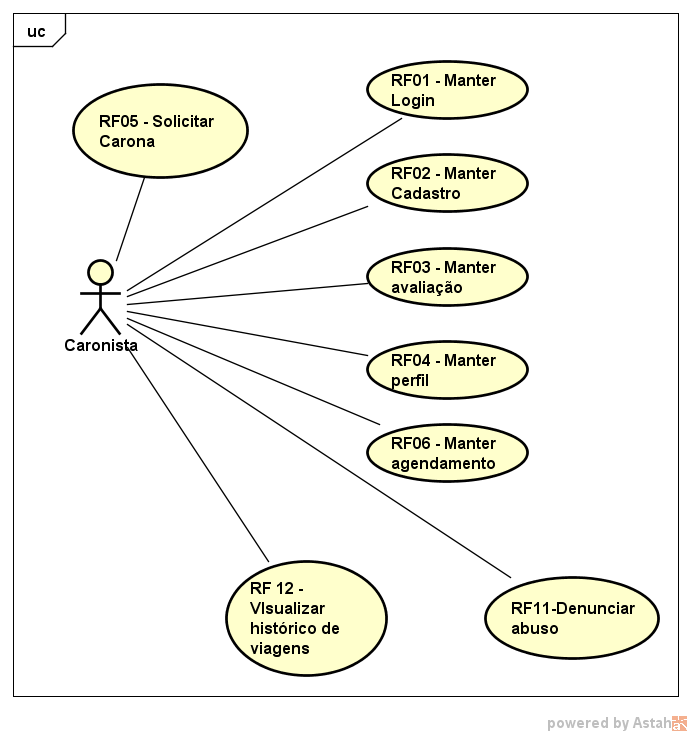 uc
RF01 - Manter
Login
RF05 - Solicitar
Carona
RF02 - Manter
Cadastro
RF03 - Manter
avaliação
Caronista
RF04 - Manter
perfil
RF06 - Manter
agendamento
RF 12 -
VIsualizar
histórico de
viagens
RF11-Denunciar
abuso
powered by Astah